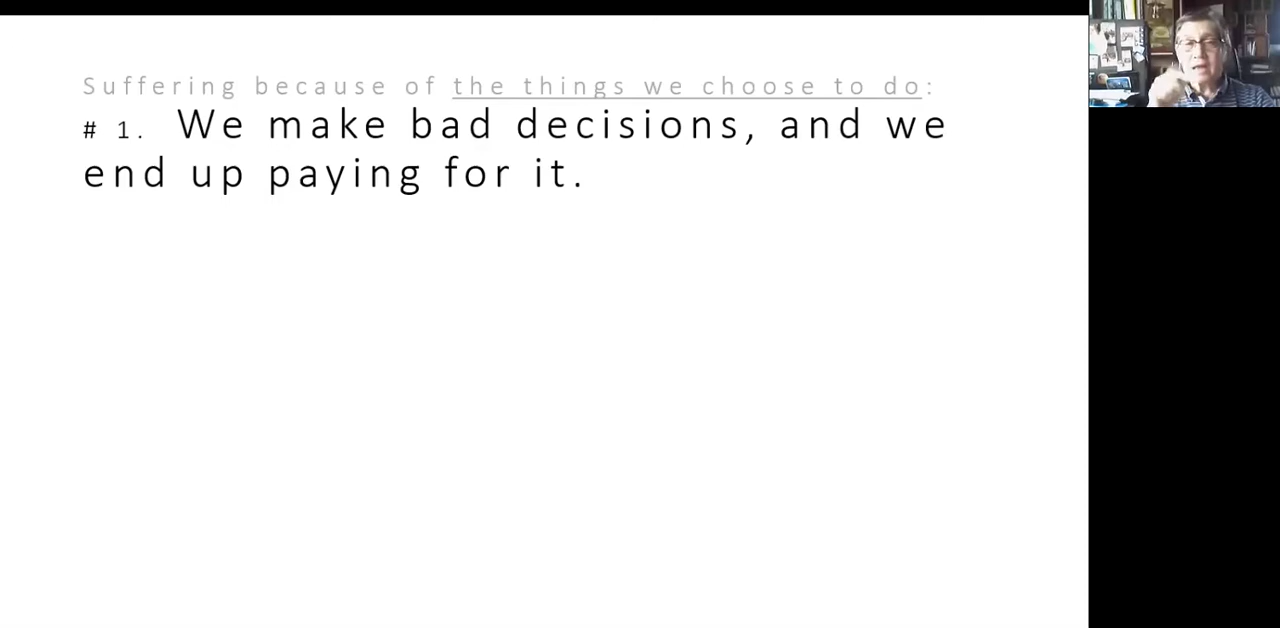 Suffering because of the things we choose to do:
# 1. We make bad decisions, and we
end up paying for it.